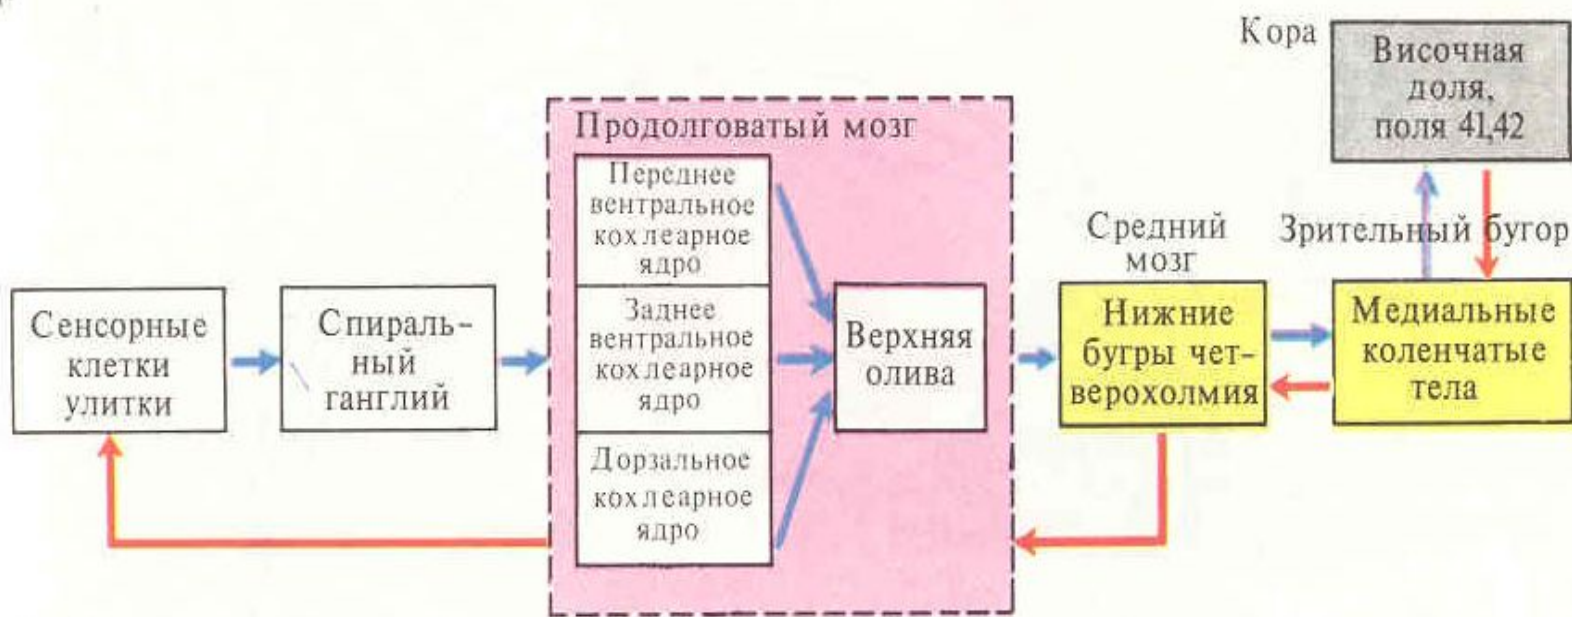 Кора
Височная
доля,
поля 41,42
Продолговатый мозг
Переднее
вентральное
кохлеарное
ядро
Заднее
вентральное
кохлеарное
ядро
Дорзальное
кохлеарное
ядро
Верхняя
олива
Сенсорные
клетки
улитки
Спираль-
ный
ганглий
Средний
мозг
Нижние
бугры чет-
верохолмия
Зрительный бугор
Медиальные
коленчатые
тела